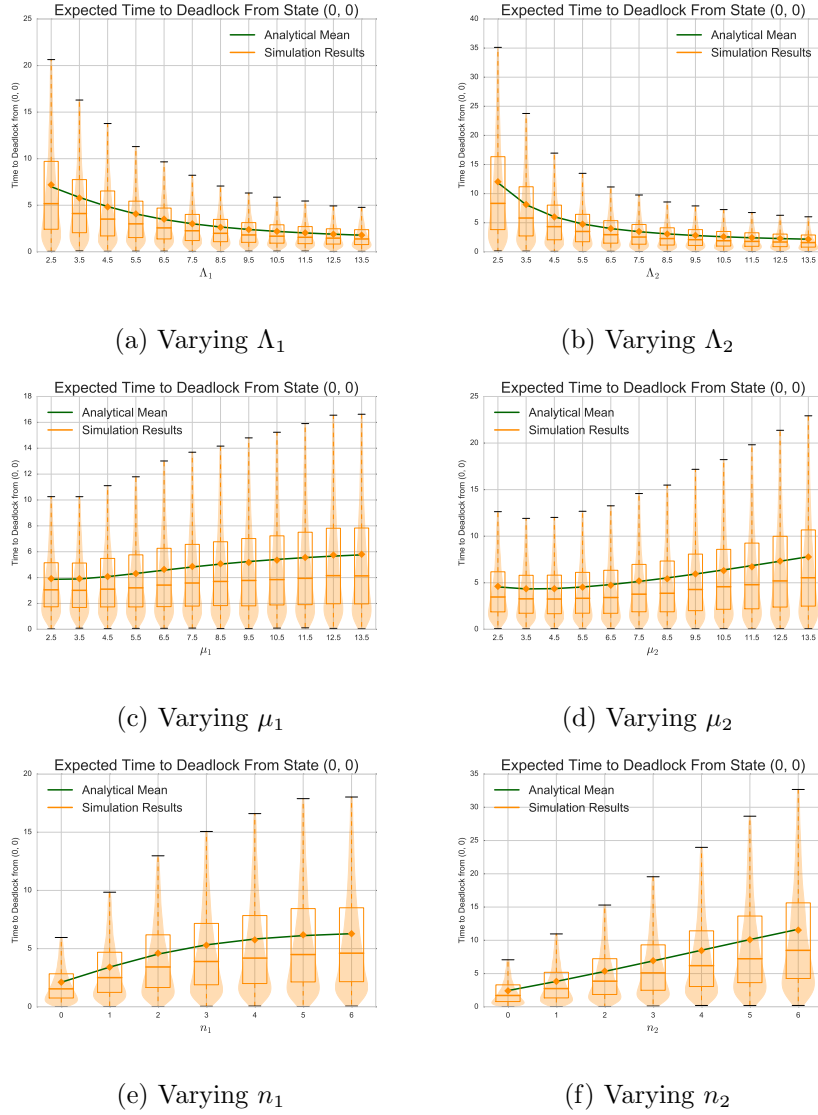 Expected Time to Deadlock From State (0, 0)
Analytical Mean
Simulation Results
Time to Deadlock from (0, 0)
25
20
15
10
5
0
2.5 3.5 4.5 5.5 6.5 7.5 8.5 9.5 10.5 11.5 12.5 13.5
Λ1
(a) Varying Λ1
Expected Time to Deadlock From State (0, 0)
Analytical Mean
Simulation Results
Time to Deadlock from (0, 0)
40
35
30
25
20
15
10
5
0
2.5 3.5 4.5 5.5 6.5 7.5 8.5 9.5 10.5 11.5 12.5 13.5
Λ2
(b) Varying Λ2
Expected Time to Deadlock From State (0, 0)
Analytical Mean
Simulation Results
Time to Deadlock from (0, 0)
18
16
14
12
10
8
6
4
2
0
2.5 3.5 4.5 5.5 6.5 7.5 8.5 9.5 10.5 11.5 12.5 13.5
μ1
(c) Varying μ1
Expected Time to Deadlock From State (0, 0)
Analytical Mean
Simulation Results
Time to Deadlock from (0, 0)
25
20
15
10
5
0
2.5 3.5 4.5 5.5 6.5 7.5 8.5 9.5 10.5 11.5 12.5 13.5
μ2
(d) Varying μ2
Expected Time to Deadlock From State (0, 0)
Analytical Mean
Simulation Results
Time to Deadlock from (0, 0)
20
15
10
5
0
0 1 2 3 4 5 6
n1
(e) Varying n1
Expected Time to Deadlock From State (0, 0)
Analytical Mean
Simulation Results
Time to Deadlock from (0, 0)
35
30
25
20
15
10
5
0
0 1 2 3 4 5 6
n2
(f) Varying n2